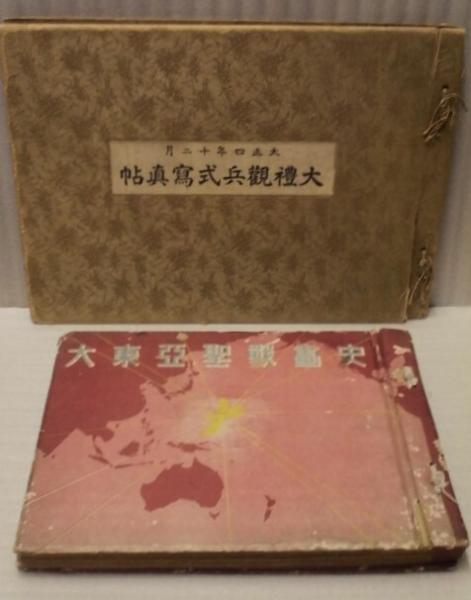 大正四年十二月
大禮觀兵式寫眞帖
大東亞聖戰畫史